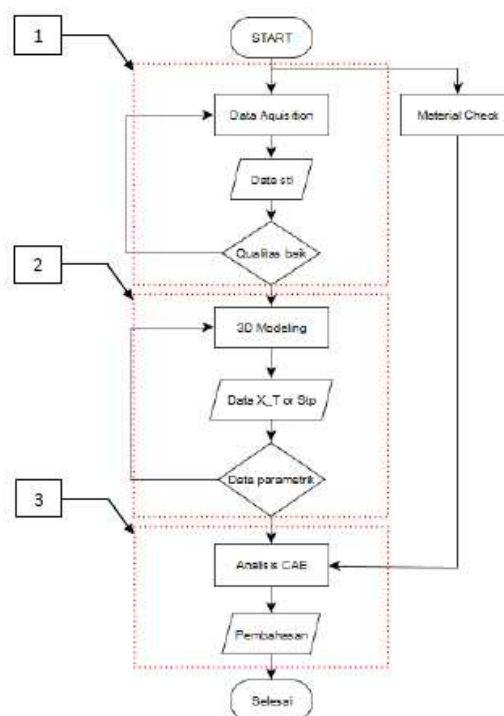 1
START
Data Aquisition
Material Check
Data stl
Qualitas baik
2
3D Modeling
Data X_T or Stp
Data parametrik
3
Analisis CAE
Pembahasan
Selesai